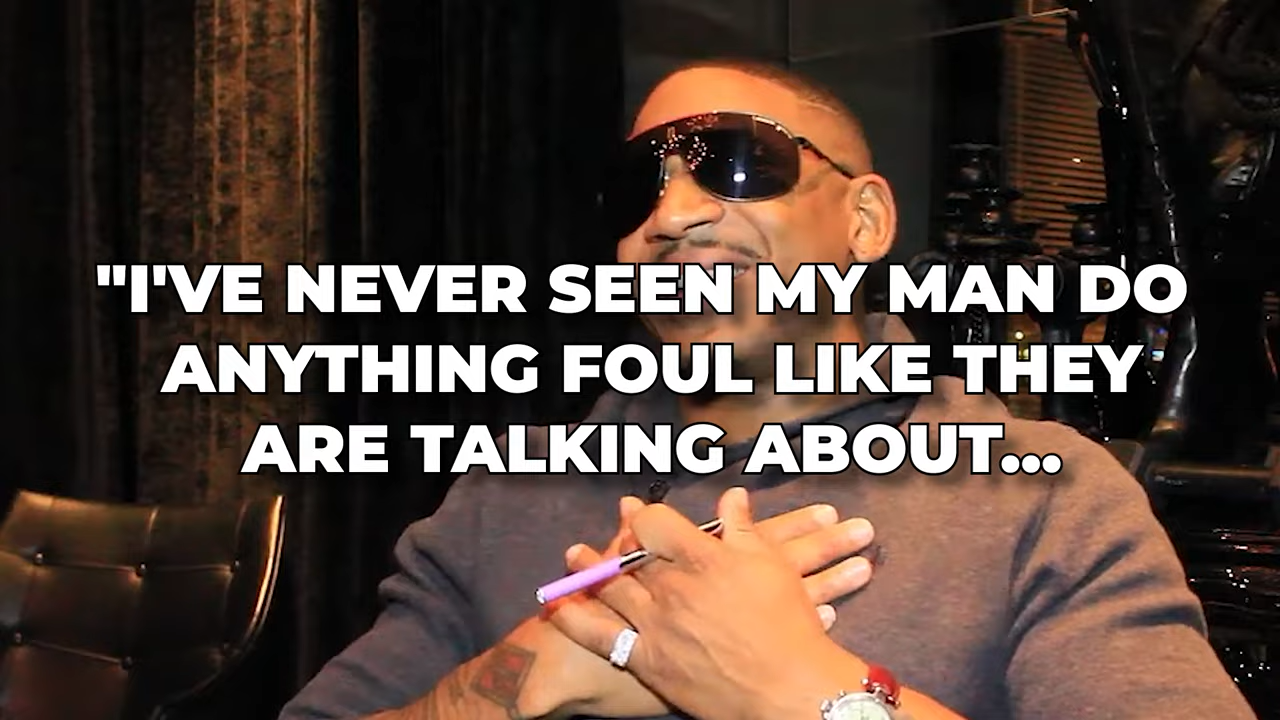 "I'VE NEVER SEEN MY MAN DO
ANYTHING FOUL LIKE THEY
ARE TALKING ABOUT...